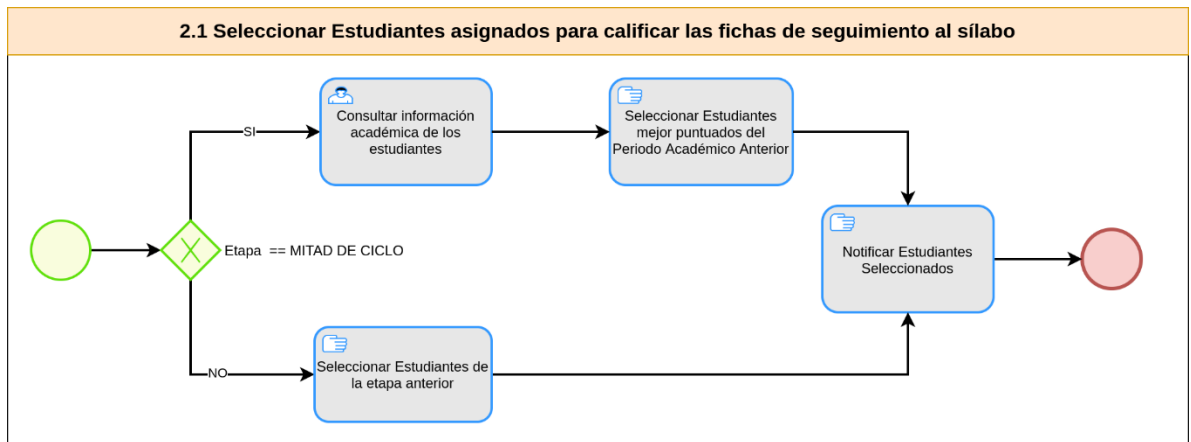 2.1 Seleccionar Estudiantes asignados para calificar las fichas de seguimiento al sílabo
Consultar información
académica de los
estudiantes
Seleccionar Estudiantes
mejor puntuados del
Periodo Académico Anterior
SI
Etapa == MITAD DE CICLO
Notificar Estudiantes
Seleccionados
NO
Seleccionar Estudiantes de
la etapa anterior